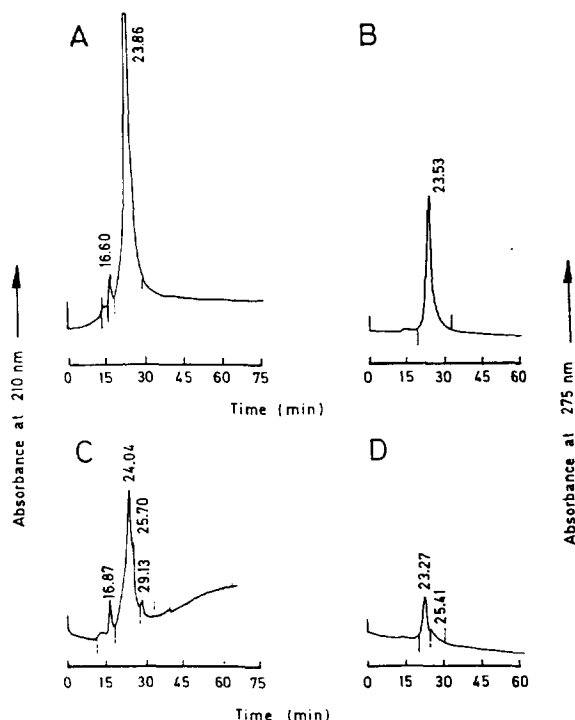 A
23.86
16.60
0 15 30 45 60 75
B
23.53
0 15 30 45 60
Time (min)
Absorbance at 210 nm
Absorbance at 275 nm
C
24.04
25.70
29.13
16.87
0 15 30 45 60 75
Time (min)
D
23.27
25.41
0 15 30 45 60
Time (min)